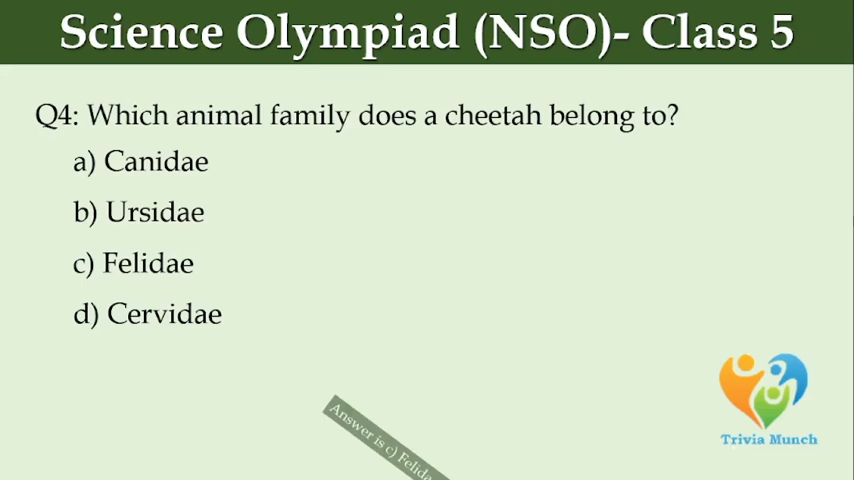 Science Olympiad (NSO)- Class 5
Q4: Which animal family does a cheetah belong to?
a) Canidae
b) Ursidae
c) Felidae
d) Cervidae
Answer is c) Felida
Trivia Munch